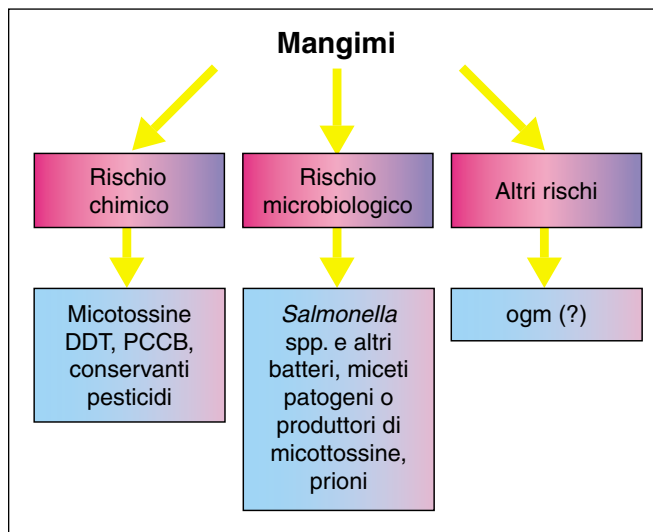 Mangimi
Rischio
chimico
Rischio
microbiologico
Altri rischi
Micotossine
DDT, PCCB,
conservanti
pesticidi
Salmonella
spp. e altri
batteri, miceti
patogeni o
produttori di
micottossine,
prioni
ogm (?)